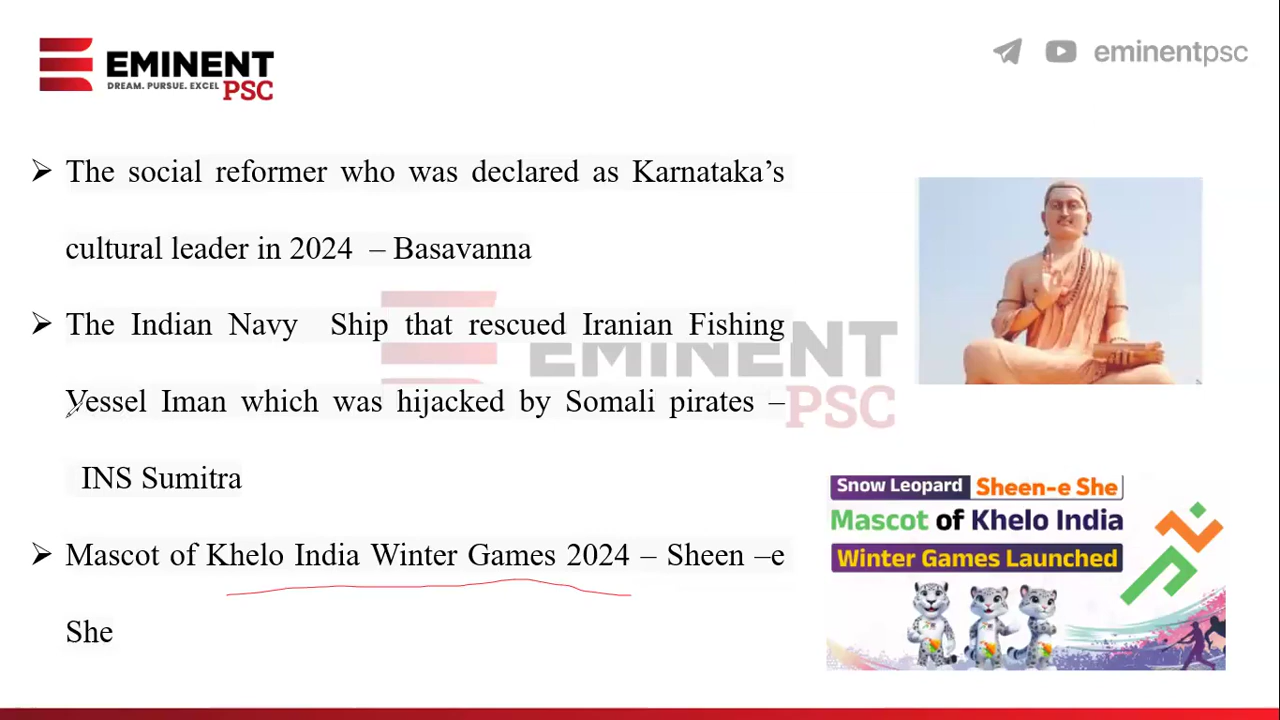 EMINENT
DREAM. PURSUE. EXCEL
PSC
eminentpsc
The social reformer who was declared as Karnataka’s
cultural leader in 2024 – Basavanna
The Indian Navy Ship that rescued Iranian Fishing
Vessel Iman which was hijacked by Somali pirates –
INS Sumitra
Mascot of Khelo India Winter Games 2024 – Sheen –e
She
EMINENT
PSC
Snow Leopard Sheen-e She
Mascot of Khelo India
Winter Games Launched